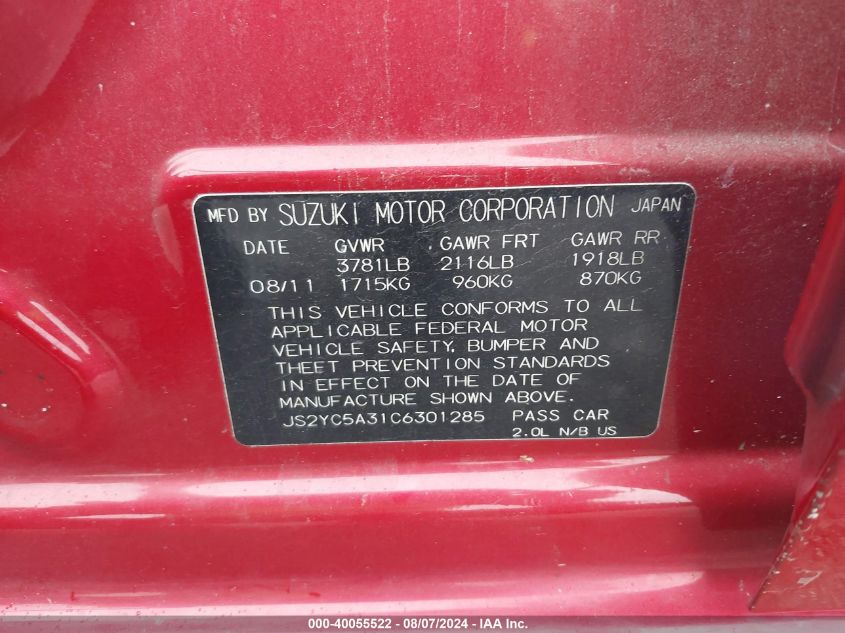 MFD BY SUZUKI MOTOR CORPORATION JAPAN
DATE GVWR GAWR FRT GAWR RR
3781LB 2116LB 1918LB
08/11 1715KG 960KG 870KG
THIS VEHICLE CONFORMS TO ALL
APPLICABLE FEDERAL MOTOR
VEHICLE SAFETY, BUMPER AND
THEFT PREVENTION STANDARDS
IN EFFECT ON THE DATE OF
MANUFACTURE SHOWN ABOVE.
JS2YC5A31C6301285 PASS CAR
2.0L N/B US
000-40055522 - 08/07/2024 - IAA Inc.